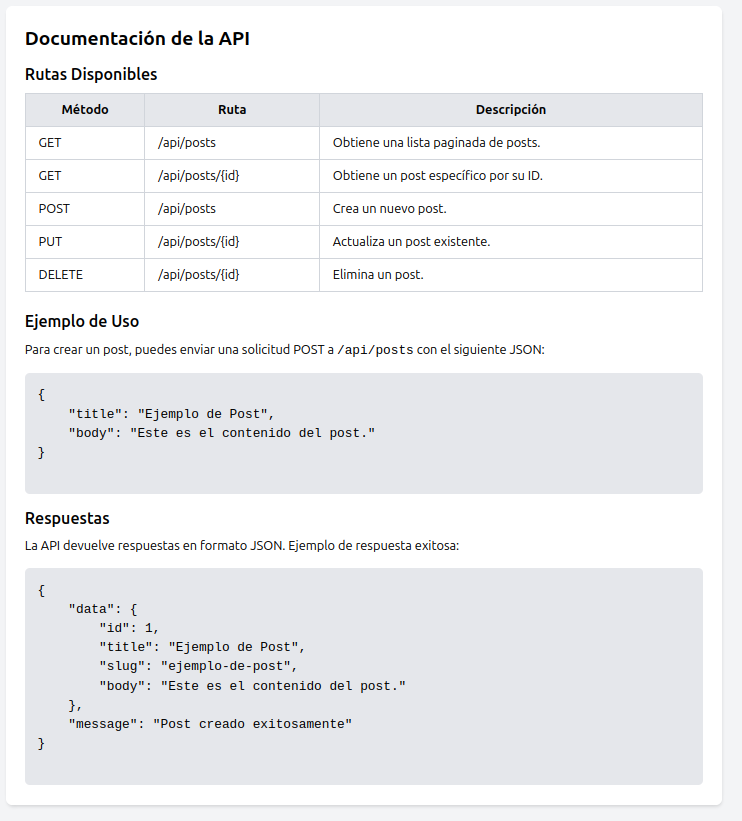 Documentación de la API
Rutas Disponibles
Método Ruta Descripción
GET /api/posts Obtiene una lista paginada de posts.
GET /api/posts/{id} Obtiene un post específico por su ID.
POST /api/posts Crea un nuevo post.
PUT /api/posts/{id} Actualiza un post existente.
DELETE /api/posts/{id} Elimina un post.
Ejemplo de Uso
Para crear un post, puedes enviar una solicitud POST a /api/posts con el siguiente JSON:
{
    "title": "Ejemplo de Post",
    "body": "Este es el contenido del post."
}
Respuestas
La API devuelve respuestas en formato JSON. Ejemplo de respuesta exitosa:
{
    "data": {
        "id": 1,
        "title": "Ejemplo de Post",
        "slug": "ejemplo-de-post",
        "body": "Este es el contenido del post."
    },
    "message": "Post creado exitosamente"
}